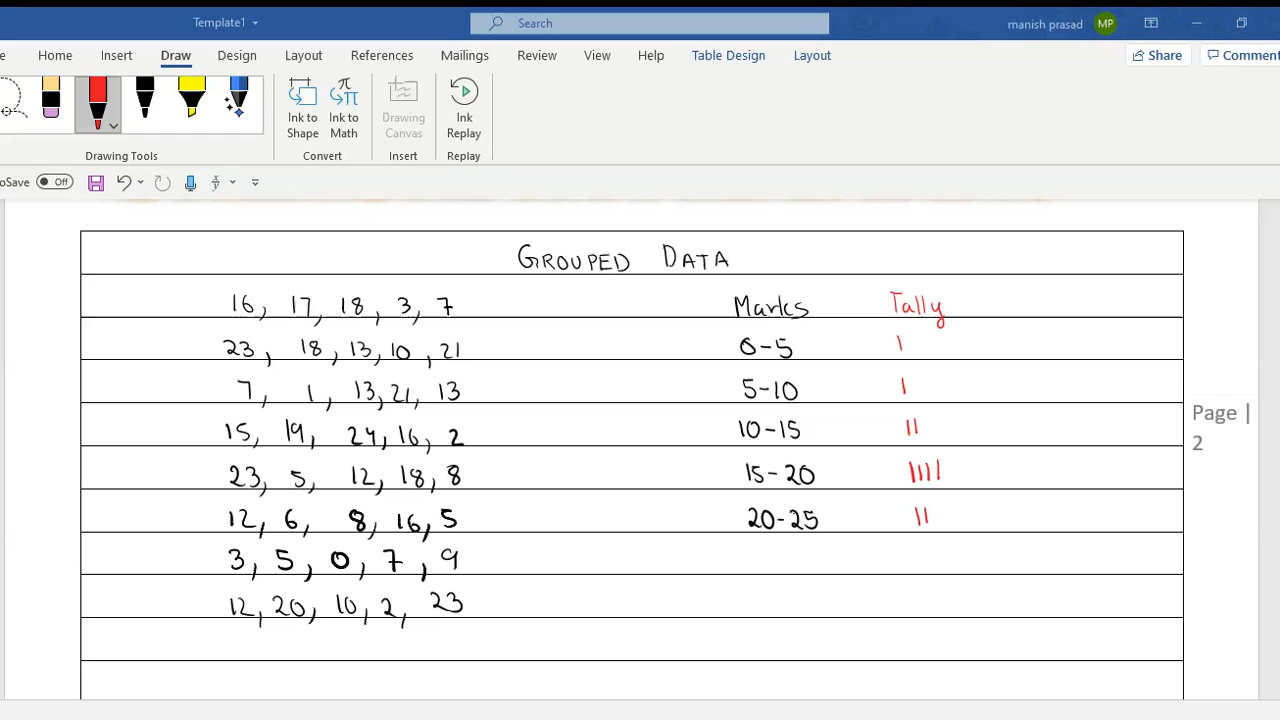 Template1
Search
manish prasad MP
Home Insert Draw Design Layout References Mailings Review View Help Table Design Layout Share
Ink to Shape
Ink to Math
Drawing Canvas
Ink Replay
Drawing Tools Convert Insert Replay
Off
GROUPED DATA
16, 17, 18, 3, 7 Marks Tally
23, 18, 13, 10, 21 0-5 I
7, 1, 13, 21, 13 5-10 I
15, 19, 24, 16, 2 10-15 II
23, 5, 12, 18, 8 15-20 IIII
12, 6, 8, 16, 5 20-25 II
3, 5, 0, 7, 9
12, 20, 10, 2, 23
Page |
2